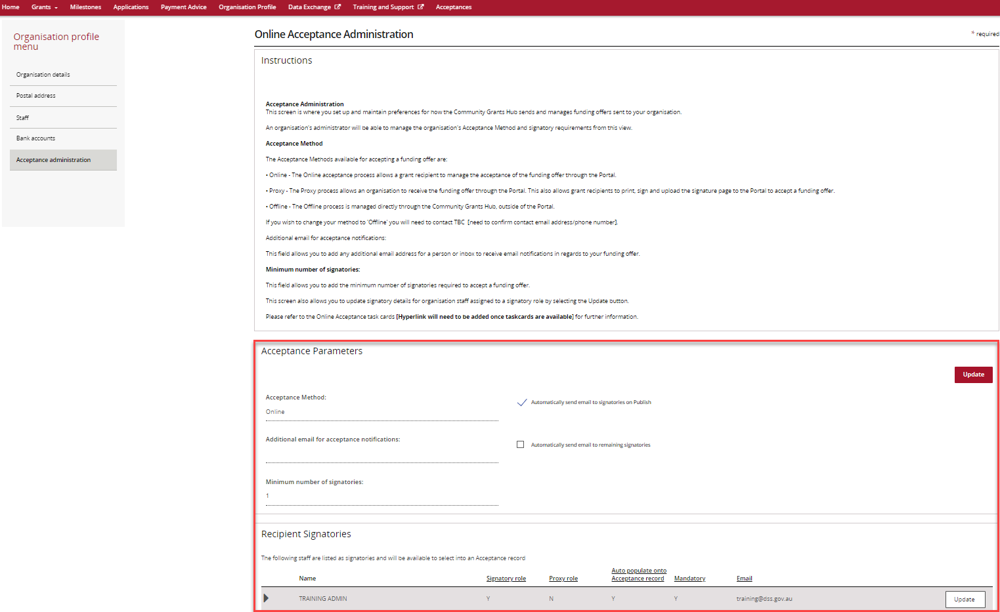 Home Grants Milestones Applications Payment Advice Organisation Profile Data Exchange Training and Support Acceptances
Organisation profile
menu
Organisation details
Postal address
Staff
Bank accounts
Acceptance administration
Online Acceptance Administration
* required
Instructions
Acceptance Administration
This screen is where you set up and maintain preferences for how the Community Grants Hub sends and manages funding offers sent to your organisation.
An organisation's administrator will be able to manage the organisation's Acceptance Method and signatory requirements from this view.
Acceptance Method
The Acceptance Methods available for accepting a funding offer are:
• Online - The Online acceptance process allows a grant recipient to manage the acceptance of the funding offer through the Portal.
• Proxy - The Proxy process allows an organisation to receive the funding offer through the Portal. This also allows grant recipients to print, sign and upload the signature page to the Portal to accept a funding offer.
• Offline - The Offline process is managed directly through the Community Grants Hub, outside of the Portal.
If you wish to change your method to 'Offline' you will need to contact TBC [need to confirm contact email address/phone number].
Additional email for acceptance notifications:
This field allows you to add any additional email address for a person or inbox to receive email notifications in regards to your funding offer.
Minimum number of signatories:
This field allows you to add the minimum number of signatories required to accept a funding offer.
This screen also allows you to update signatory details for organisation staff assigned to a signatory role by selecting the Update button.
Please refer to the Online Acceptance task cards [Hyperlink will need to be added once taskcards are available] for further information.
Acceptance Parameters
Update
Acceptance Method:
Online
Automatically send email to signatories on Publish
Additional email for acceptance notifications:
Automatically send email to remaining signatories
Minimum number of signatories:
1
Recipient Signatories
The following staff are listed as signatories and will be available to select into an Acceptance record
Name Signatory role Proxy role Auto populate onto Acceptance record Mandatory Email
TRAINING ADMIN Y N Y Y training@dss.gov.au Update